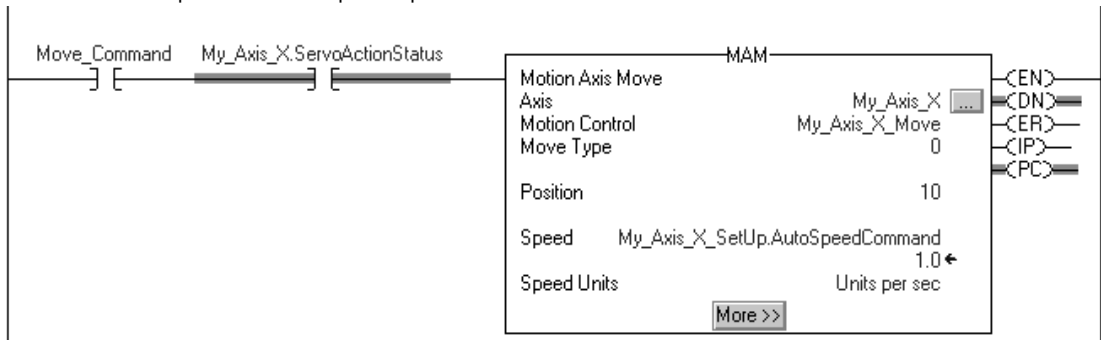 Move_Command My_Axis_X.ServoActionStatus
MAM
Motion Axis Move
Axis My_Axis_X ...
Motion Control My_Axis_X_Move
Move Type 0
Position 10
Speed My_Axis_X_SetUp.AutoSpeedCommand
1.0
Speed Units Units per sec
More >>
EN
DN
ER
IP
PC